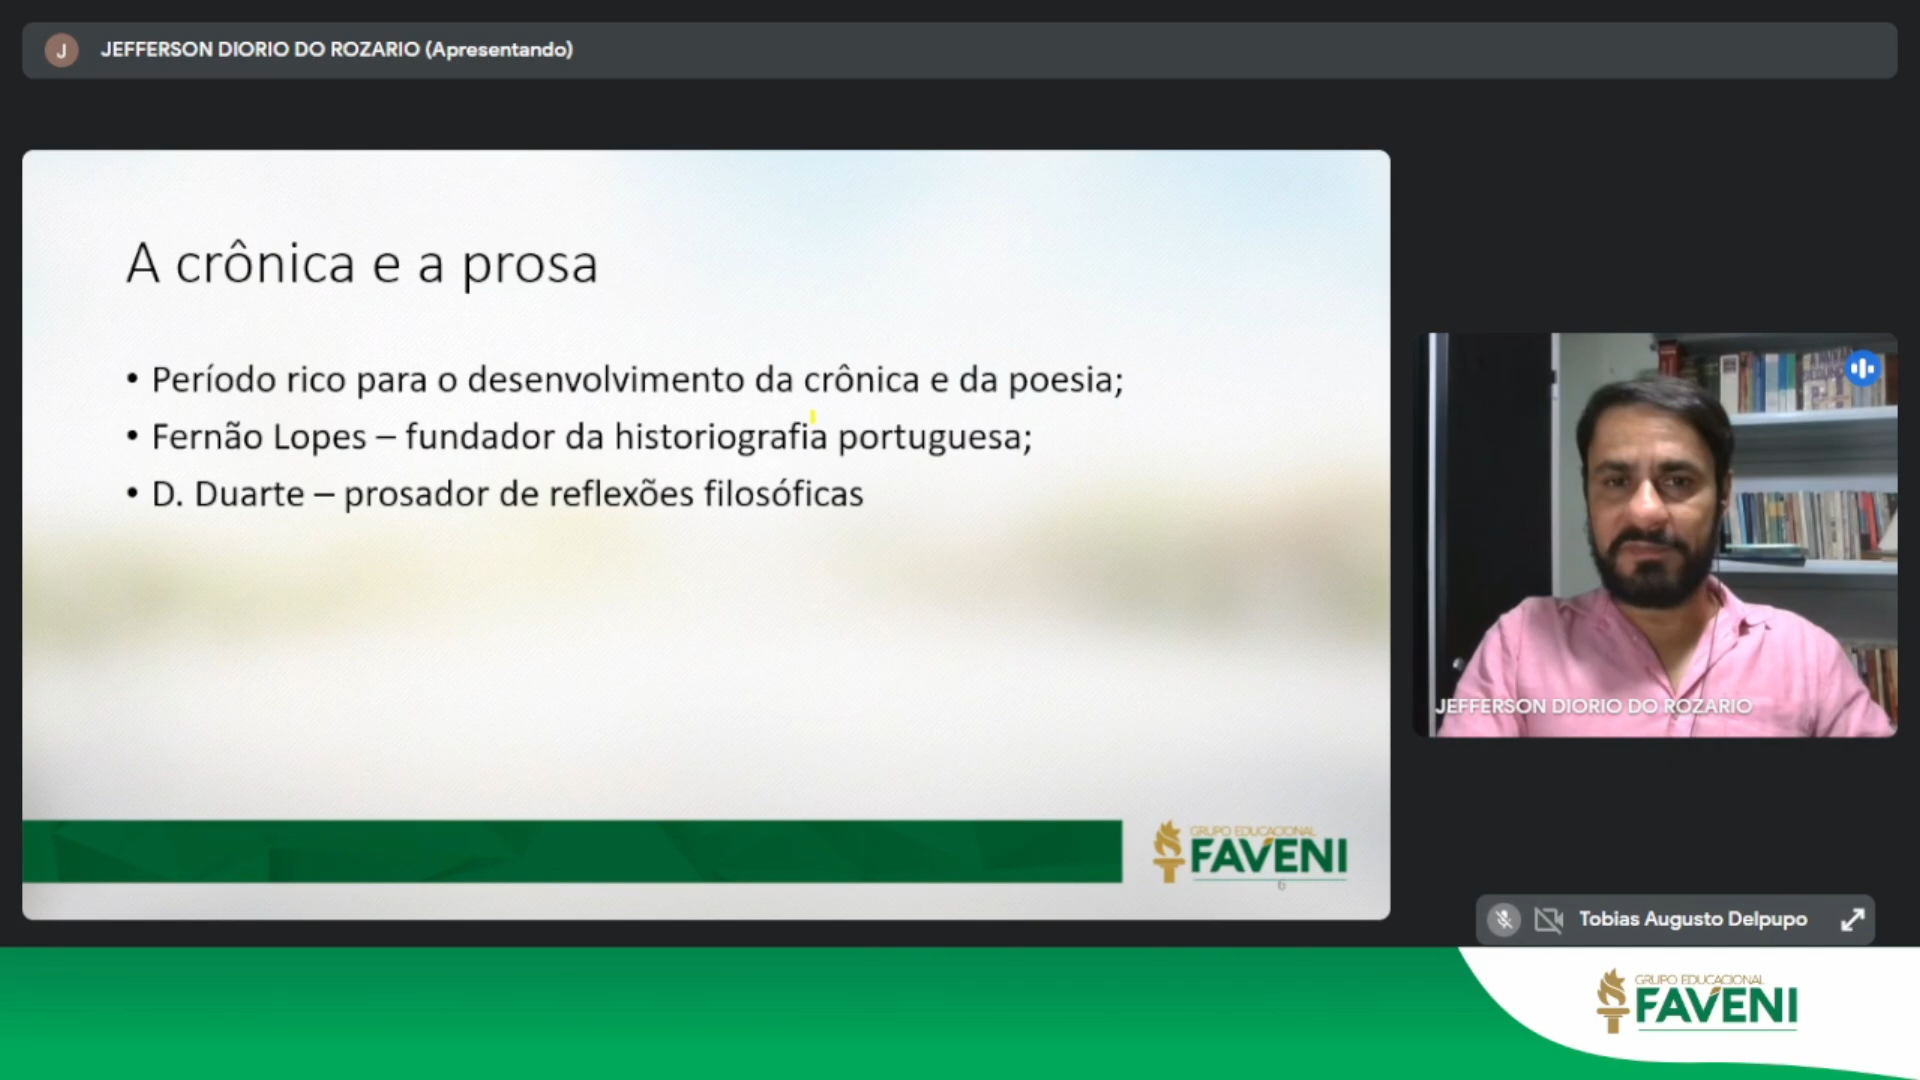 J
JEFFERSON DIORIO DO ROZARIO (Apresentando)
A crônica e a prosa
• Período rico para o desenvolvimento da crônica e da poesia;
• Fernão Lopes – fundador da historiografia portuguesa;
• D. Duarte – prosador de reflexões filosóficas
JEFFERSON DIORIO DO ROZARIO
GRUPO EDUCACIONAL
FAVENI
6
Tobias Augusto Delpupo
GRUPO EDUCACIONAL
FAVENI